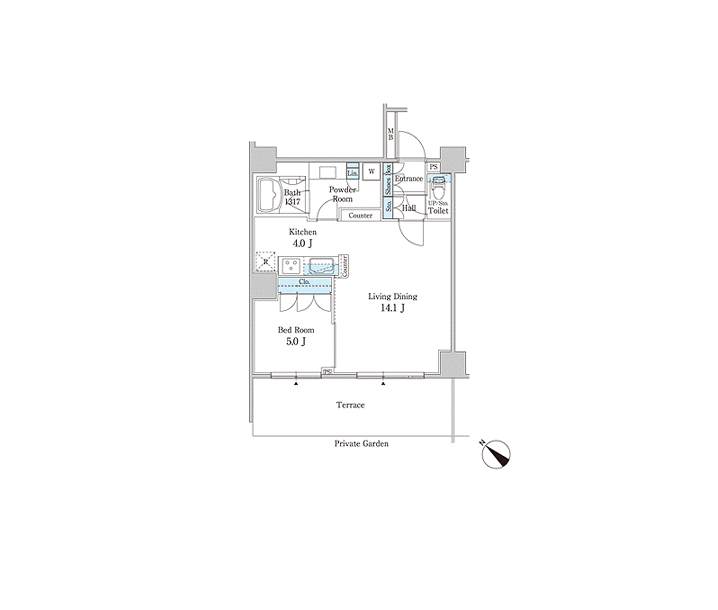 MB
PS
W
Lin.
Shoes Box
Entrance
Bath
1317
Powder
Room
Sto.
Hall
UP/Sto.
Toilet
Counter
Kitchen
4.0 J
R
Counter
Clo.
Living Dining
14.1 J
Bed Room
5.0 J
PS
Terrace
Private Garden
N